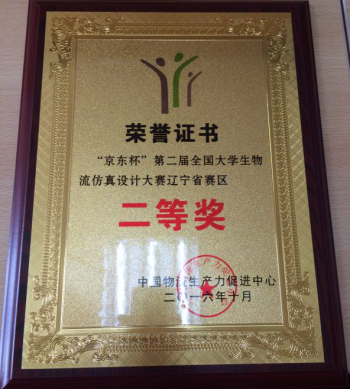 荣誉证书
“京东杯”第二届全国大学生物
流仿真设计大赛辽宁省赛区
二等奖
中国物流生产力促进中心
二〇一六年十月